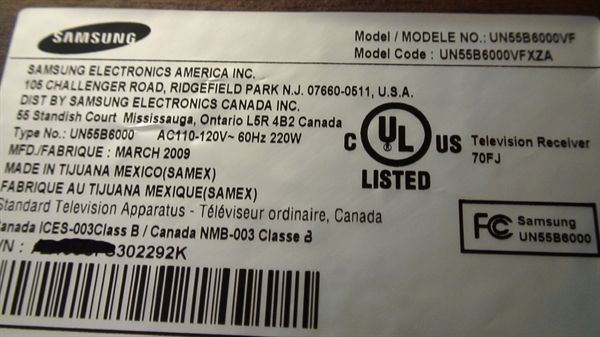 SAMSUNG
Model / MODELE NO.: UN55B6000VF
Model Code : UN55B6000VFXZA
SAMSUNG ELECTRONICS AMERICA INC.
105 CHALLENGER ROAD, RIDGEFIELD PARK N.J. 07660-0511, U.S.A.
DIST BY SAMSUNG ELECTRONICS CANADA INC.
55 Standish Court Mississauga, Ontario L5R 4B2 Canada
Type No.: UN55B6000 AC110-120V~ 60Hz 220W
MFD./FABRIQUE : MARCH 2009
MADE IN TIJUANA MEXICO(SAMEX)
FABRIQUE AU TIJUANA MEXIQUE(SAMEX)
Standard Television Apparatus - Téléviseur ordinaire, Canada
anada ICES-003Class B / Canada NMB-003 Classe B
/N : 302292K
C UL US
LISTED
Television Receiver
70FJ
FC Samsung
UN55B6000